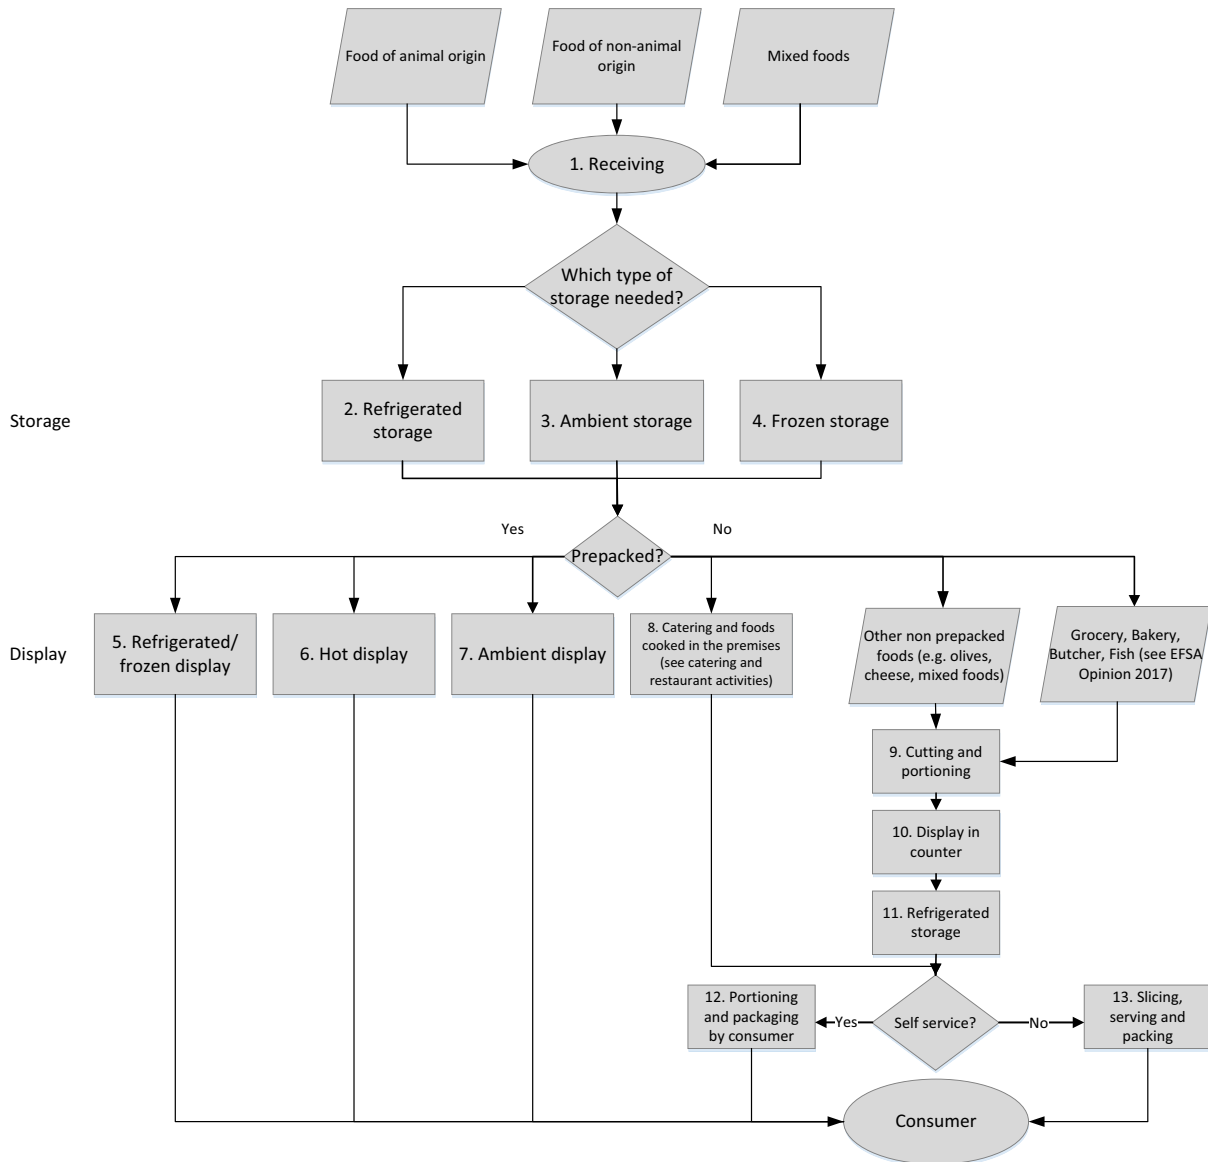 Food of animal origin
Food of non-animal
origin
Mixed foods
1. Receiving
Which type of
storage needed?
Storage
2. Refrigerated
storage
3. Ambient storage
4. Frozen storage
Yes
No
Prepacked?
Display
5. Refrigerated/
frozen display
6. Hot display
7. Ambient display
8. Catering and foods
cooked in the premises
(see catering and
restaurant activities)
Other non prepacked
foods (e.g. olives,
cheese, mixed foods)
Grocery, Bakery,
Butcher, Fish (see EFSA
Opinion 2017)
9. Cutting and
portioning
10. Display in
counter
11. Refrigerated
storage
12. Portioning
and packaging
by consumer
Yes
Self service?
No
13. Slicing,
serving and
packing
Consumer